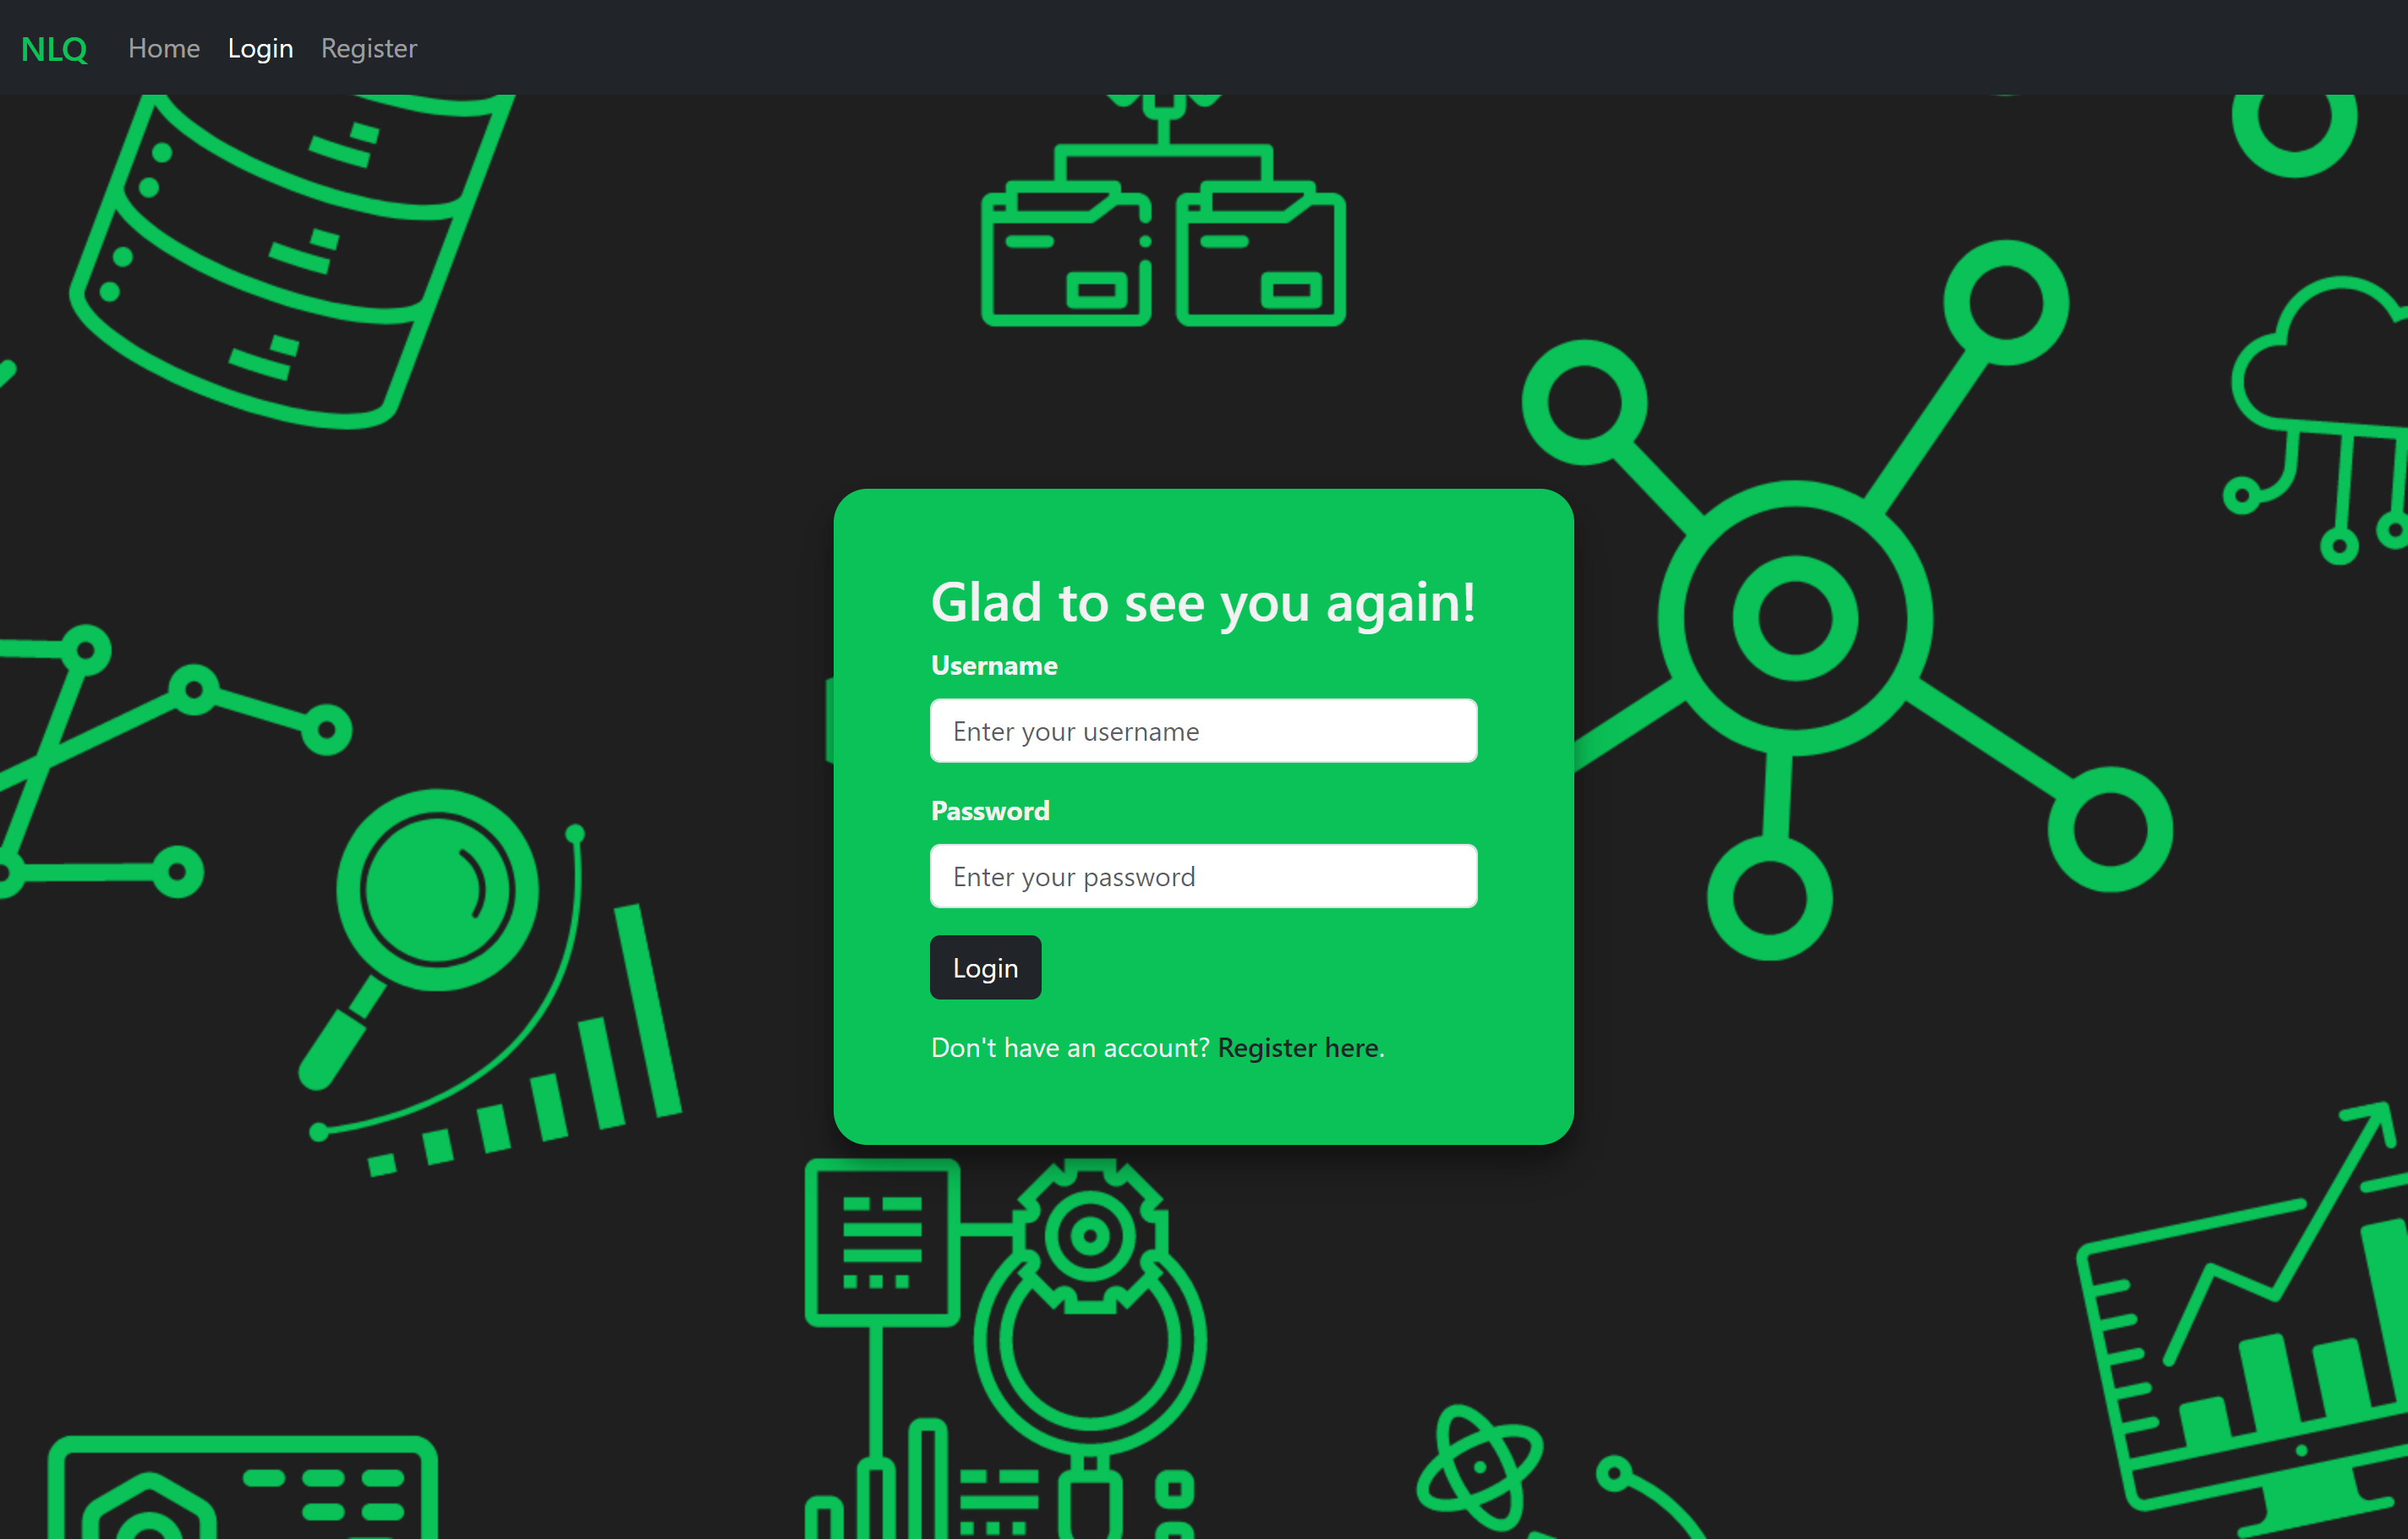 NLQ Home Login Register
Glad to see you again!
Username
Enter your username
Password
Enter your password
Login
Don't have an account? Register here.